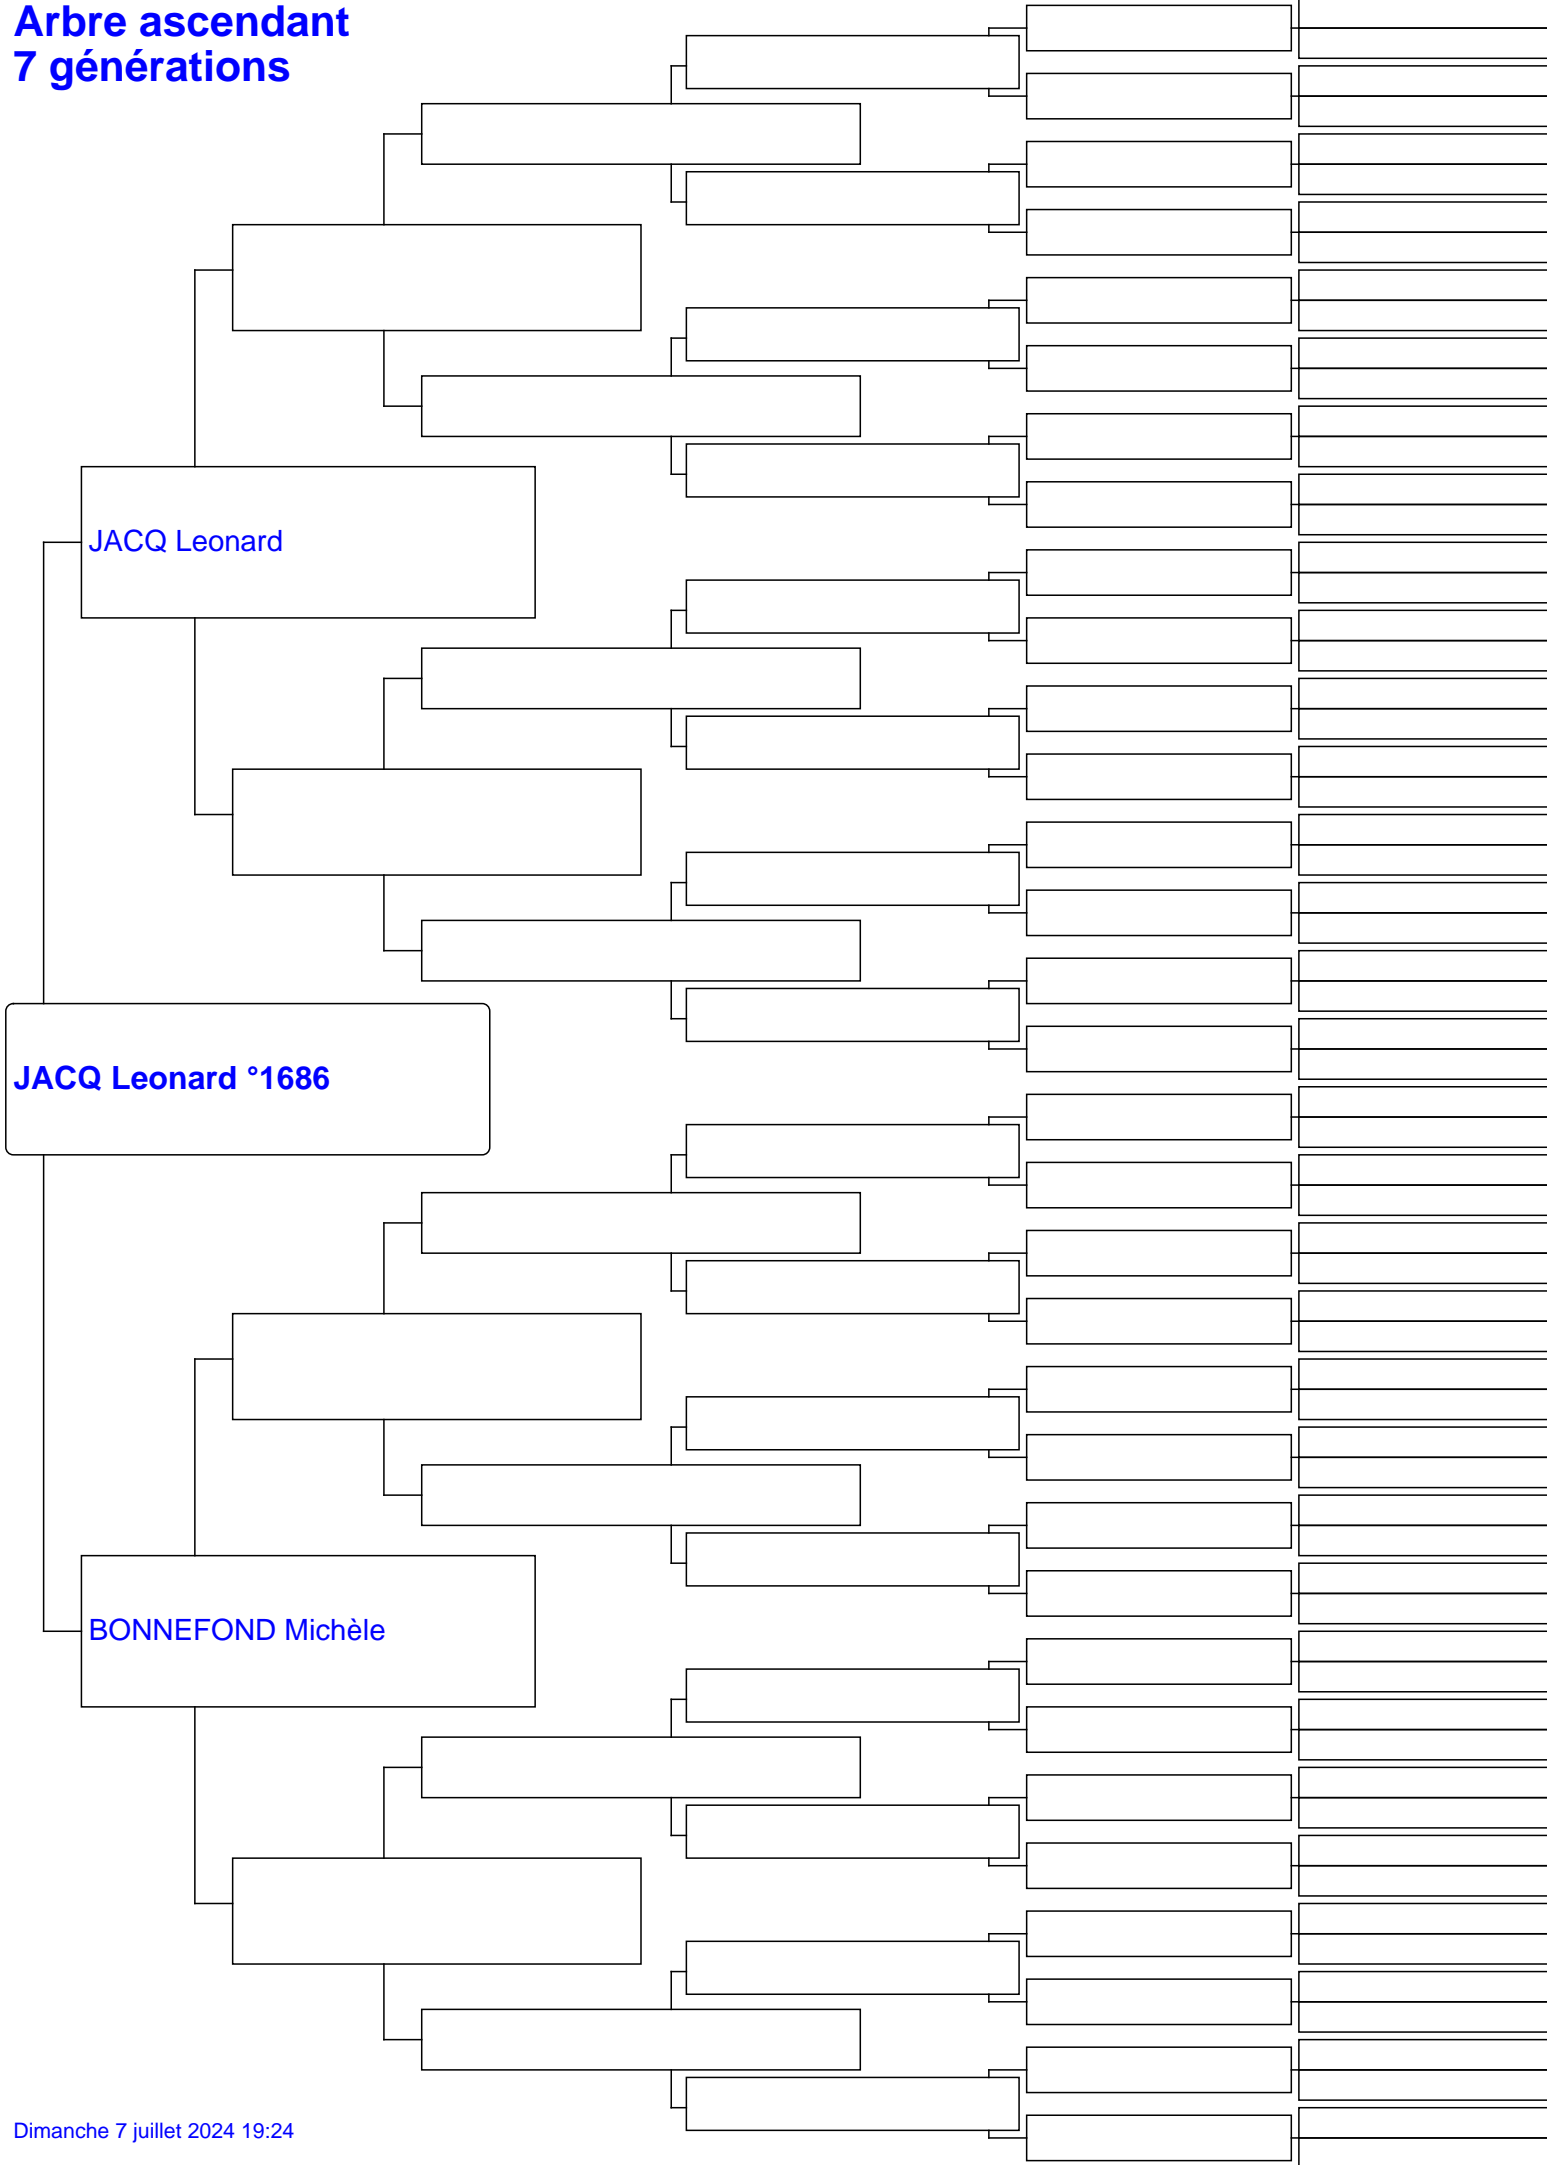 Arbre ascendant
7 générations
JACQ Leonard
JACQ Leonard °1686
BONNEFOND Michèle
Dimanche 7 juillet 2024 19:24